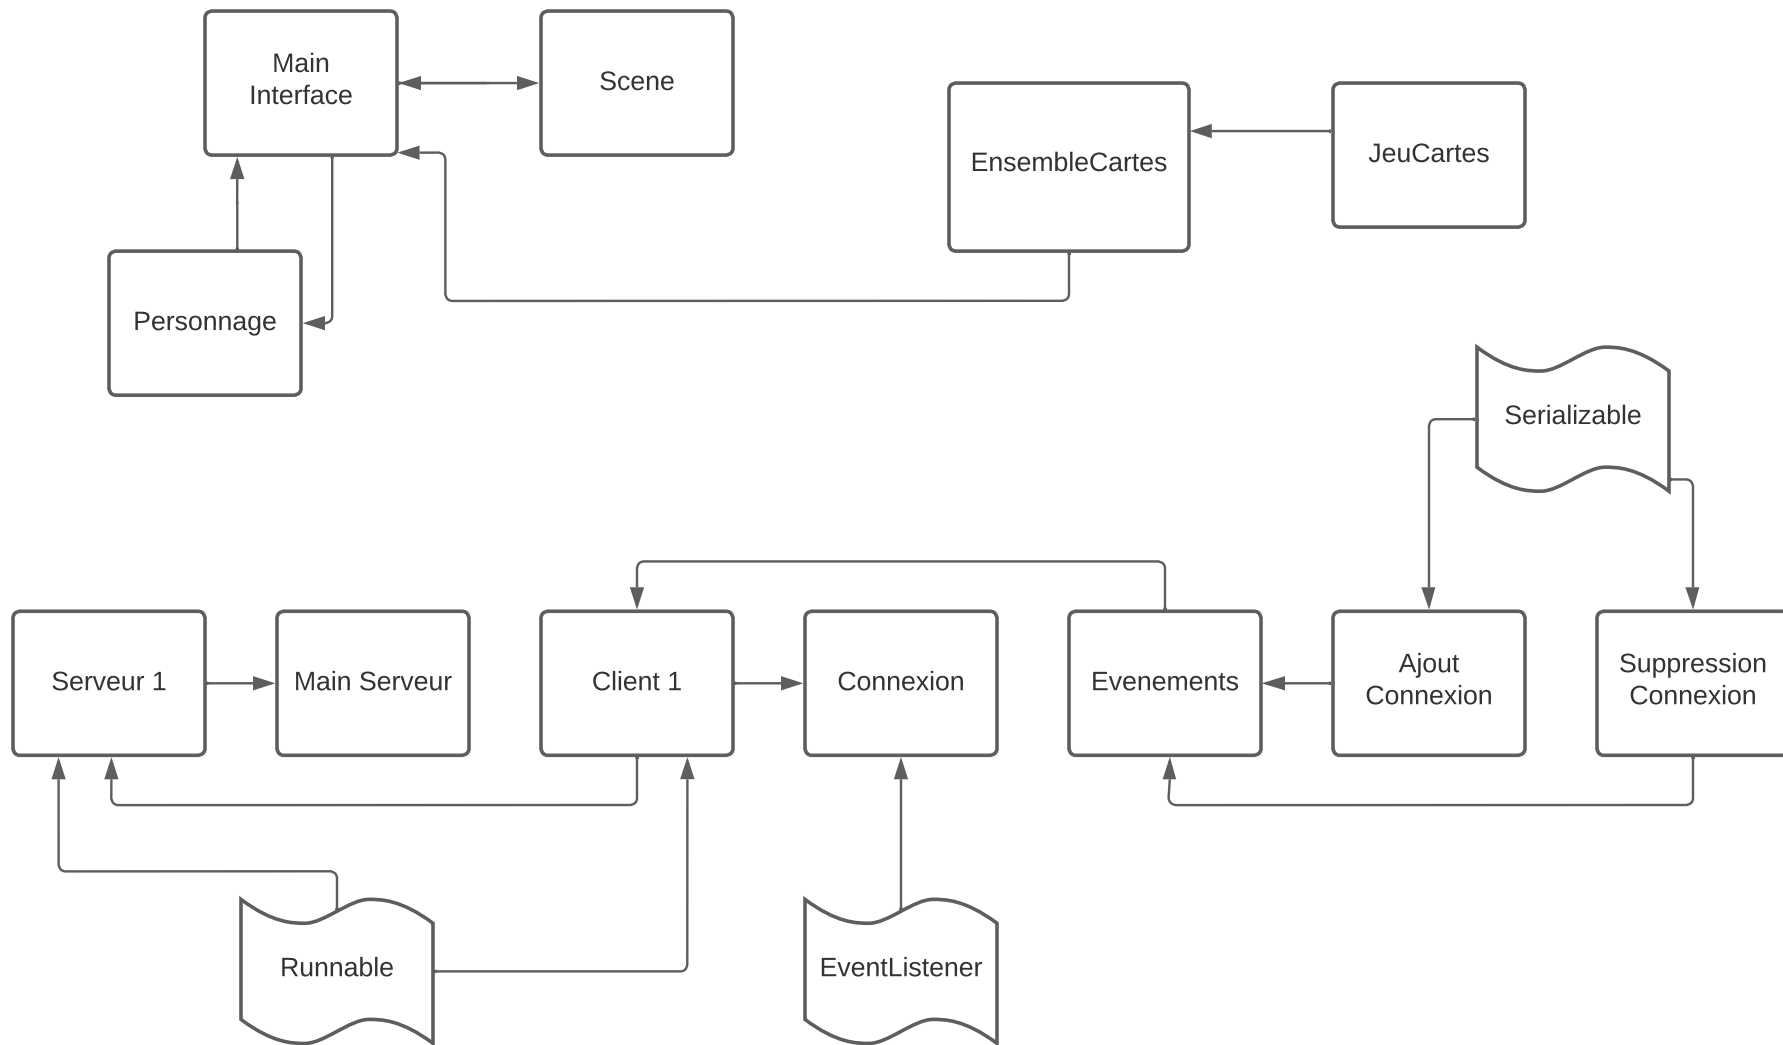 Main
Interface
Scene
EnsembleCartes
JeuCartes
Personnage
Serializable
Serveur 1
Main Serveur
Client 1
Connexion
Evenements
Ajout
Connexion
Suppression
Connexion
Runnable
EventListener